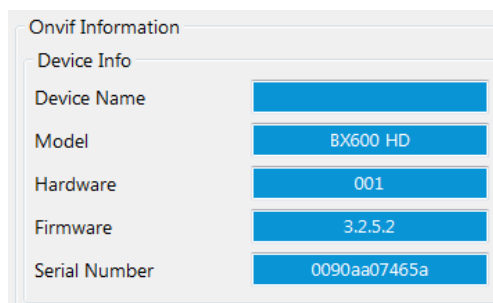 Onvif Information
Device Info
Device Name
Model BX600 HD
Hardware 001
Firmware 3.2.5.2
Serial Number 0090aa07465a